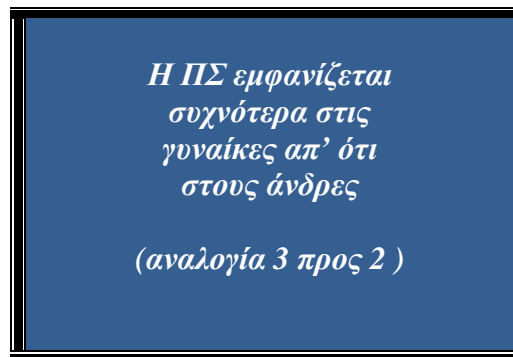 Η ΠΣ εμφανίζεται
συχνότερα στις
γυναίκες απ’ ότι
στους άνδρες
(αναλογία 3 προς 2 )